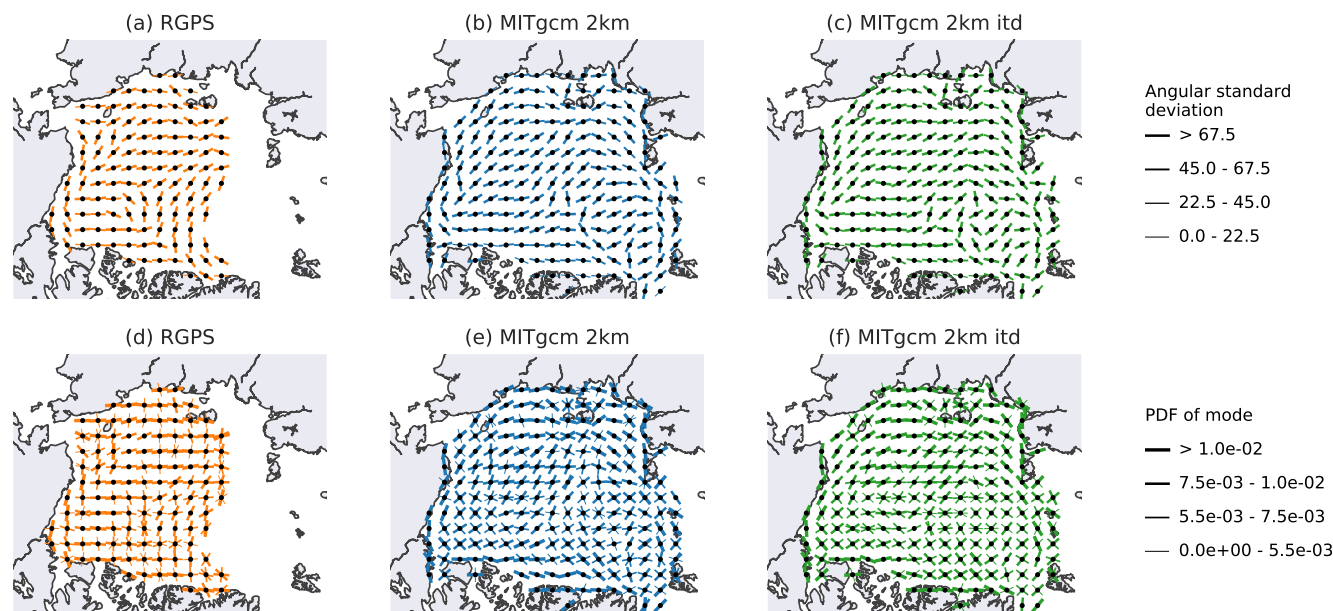 (a) RGPS
(b) MITgcm 2km
(c) MITgcm 2km itd
Angular standard
deviation
> 67.5
45.0 - 67.5
22.5 - 45.0
0.0 - 22.5
(d) RGPS
(e) MITgcm 2km
(f) MITgcm 2km itd
PDF of mode
> 1.0e-02
7.5e-03 - 1.0e-02
5.5e-03 - 7.5e-03
0.0e+00 - 5.5e-03